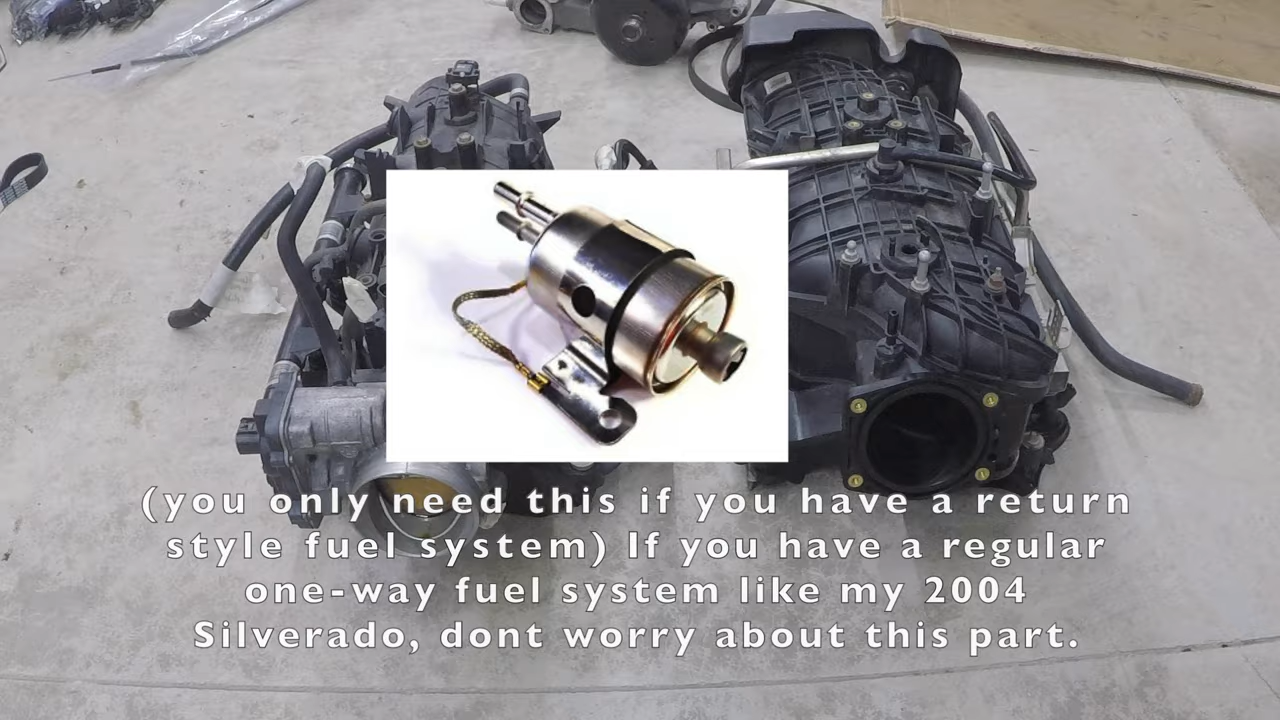 (you only need this if you have a return
style fuel system) If you have a regular
one-way fuel system like my 2004
Silverado, dont worry about this part.